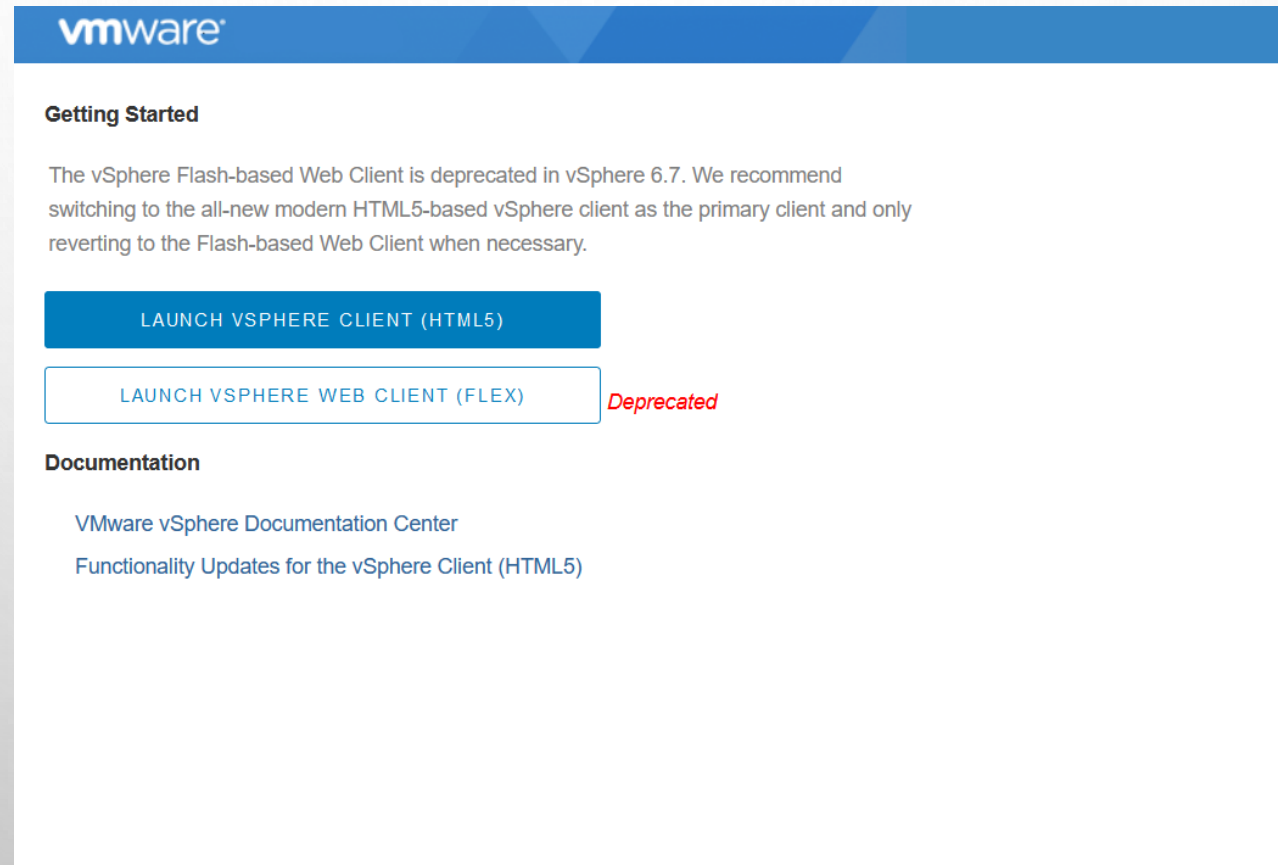 vmware®
Getting Started
The vSphere Flash-based Web Client is deprecated in vSphere 6.7. We recommend
switching to the all-new modern HTML5-based vSphere client as the primary client and only
reverting to the Flash-based Web Client when necessary.
LAUNCH VSPHERE CLIENT (HTML5)
LAUNCH VSPHERE WEB CLIENT (FLEX)
Deprecated
Documentation
VMware vSphere Documentation Center
Functionality Updates for the vSphere Client (HTML5)